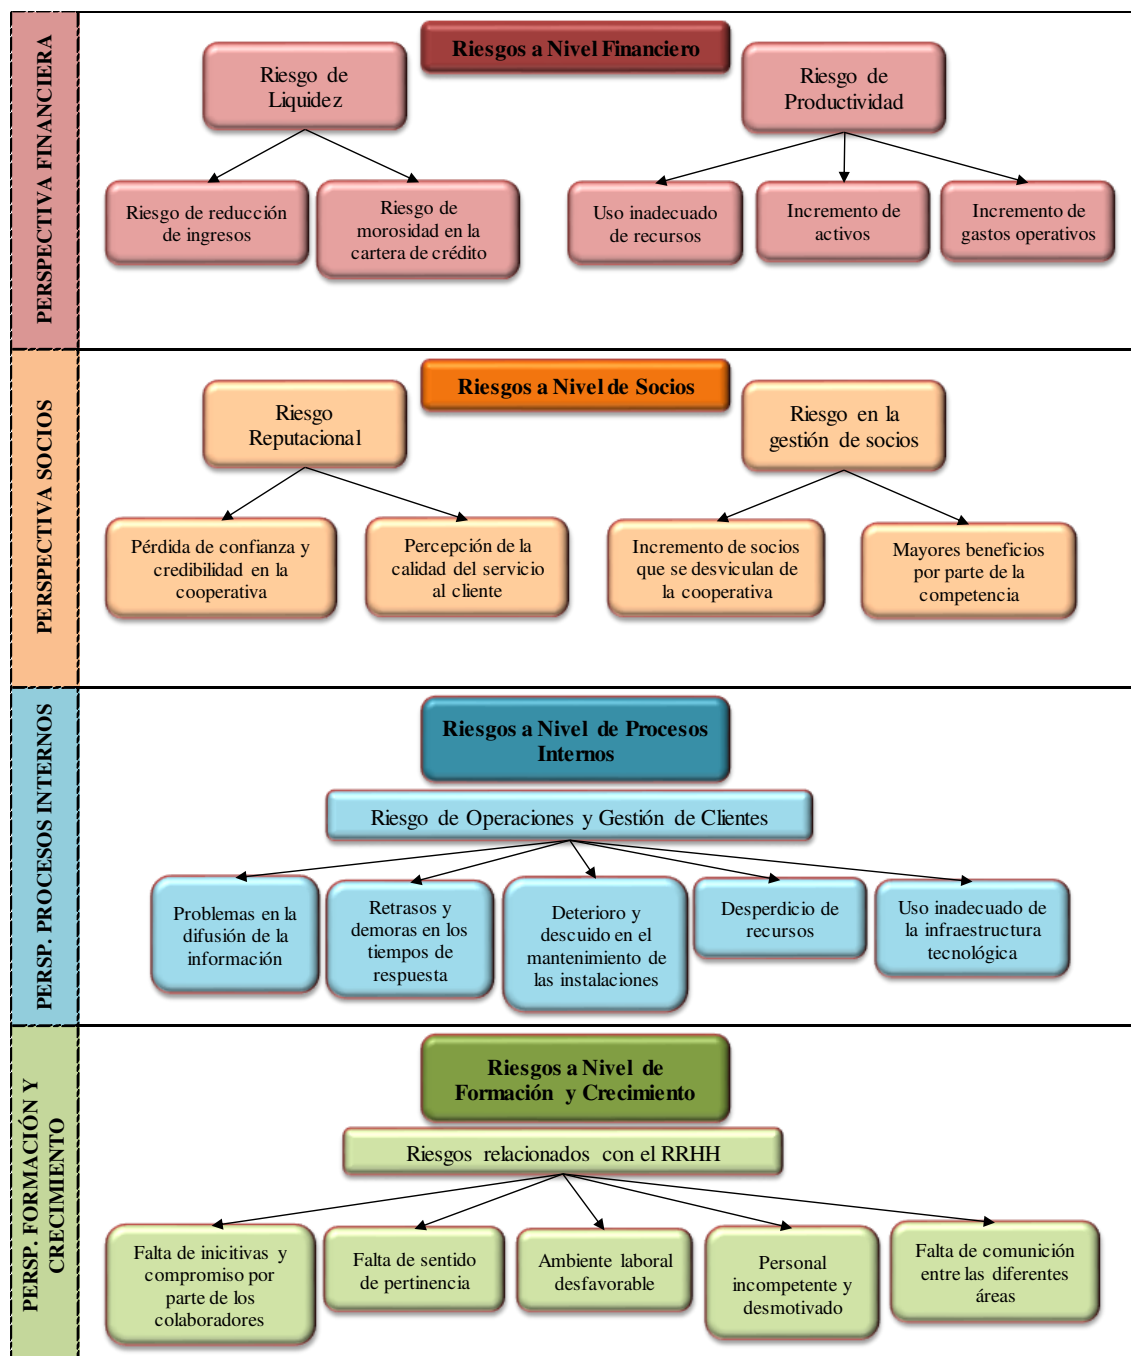 PERSPECTIVA FINANCIERA
Riesgos a Nivel Financiero
Riesgo de
Liquidez
Riesgo de
Productividad
Riesgo de reducción
de ingresos
Riesgo de
morosidad en la
cartera de crédito
Uso inadecuado
de recursos
Incremento de
activos
Incremento de
gastos operativos
PERSPECTIVA SOCIOS
Riesgos a Nivel de Socios
Riesgo
Reputacional
Riesgo en la
gestión de socios
Pérdida de confianza y
credibilidad en la
cooperativa
Percepción de la
calidad del servicio
al cliente
Incremento de socios
que se desviculan de
la cooperativa
Mayores beneficios
por parte de la
competencia
PERSP. PROCESOS INTERNOS
Riesgos a Nivel de Procesos
Internos
Riesgo de Operaciones y Gestión de Clientes
Problemas en la
difusión de la
información
Retrasos y
demoras en los
tiempos de
respuesta
Deterioro y
descuido en el
mantenimiento de
las instalaciones
Desperdicio de
recursos
Uso inadecuado de
la infraestructura
tecnológica
PERSP. FORMACIÓN Y
CRECIMIENTO
Riesgos a Nivel de
Formación y Crecimiento
Riesgos relacionados con el RRHH
Falta de inicitivas y
compromiso por
parte de los
colaboradores
Falta de sentido
de pertinencia
Ambiente laboral
desfavorable
Personal
incompetente y
desmotivado
Falta de comunición
entre las diferentes
áreas